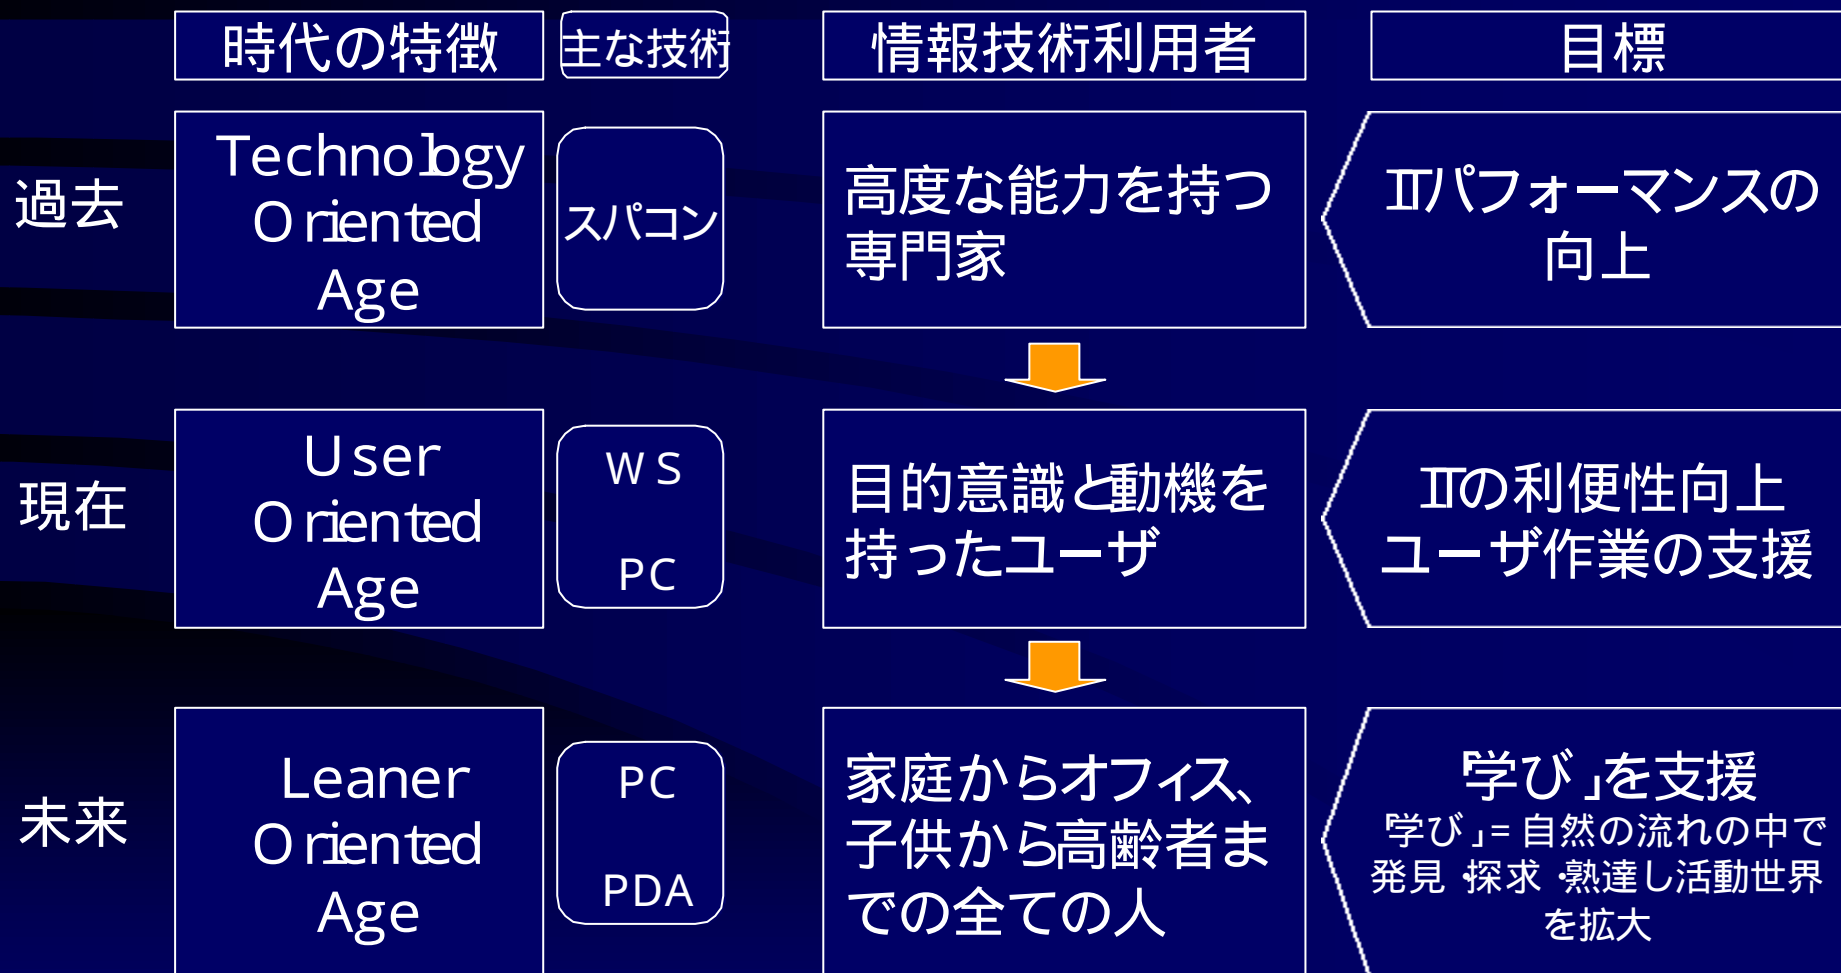 時代の特徴
主な技術
情報技術利用者
目標
過去
Technology
Oriented
Age
スパコン
高度な能力を持つ
専門家
ITパフォーマンスの
向上
現在
User
Oriented
Age
WS
PC
目的意識と動機を
持ったユーザ
ITの利便性向上
ユーザ作業の支援
未来
Leaner
Oriented
Age
PC
PDA
家庭からオフィス、
子供から高齢者ま
での全ての人
「学び」を支援
「学び」=自然の流れの中で
発見・探求・熟達し活動世界
を拡大